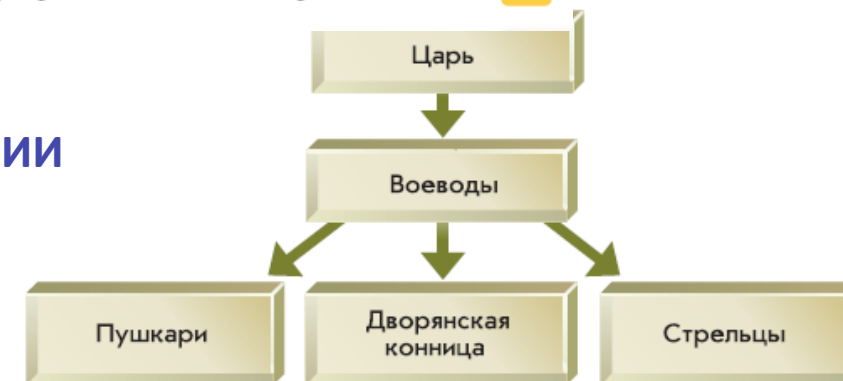 Царь
ии
Воеводы
Пушкари
Дворянская
конница
Стрельцы